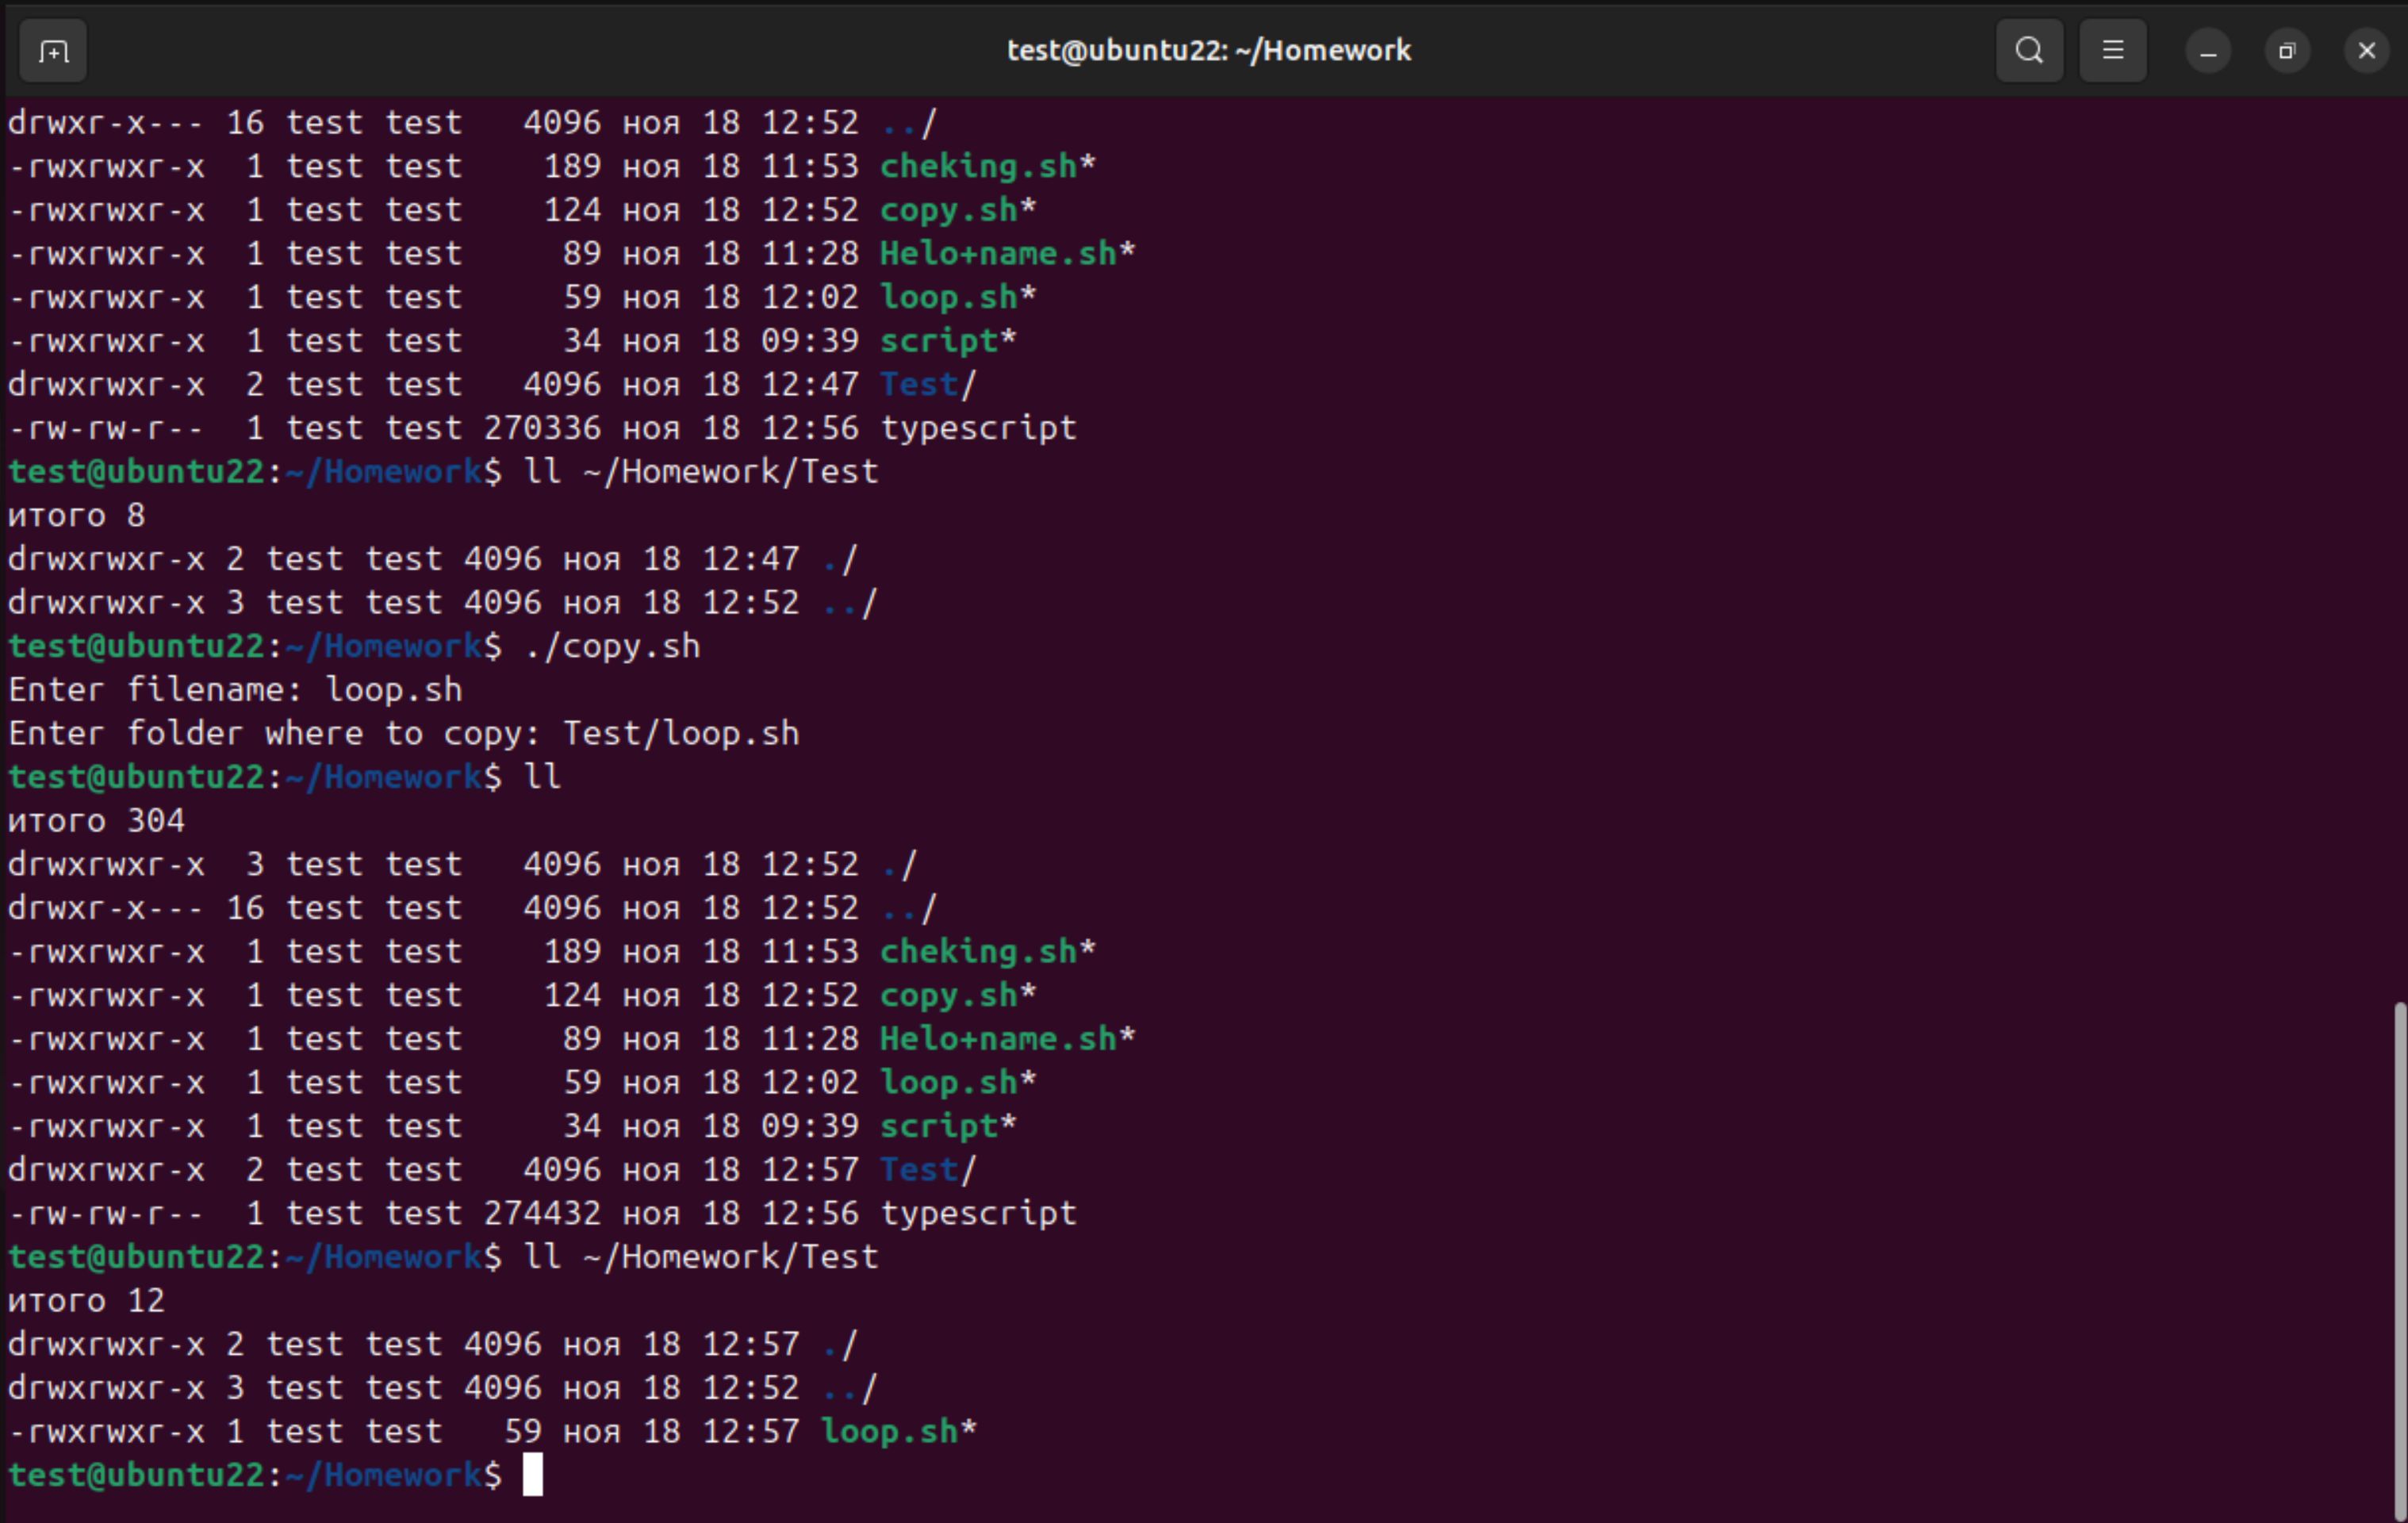 test@ubuntu22: ~/Homework
drwxr-x--- 16 test test   4096 ноя 18 12:52 ../
-rwxrwxr-x  1 test test    189 ноя 18 11:53 cheking.sh*
-rwxrwxr-x  1 test test    124 ноя 18 12:52 copy.sh*
-rwxrwxr-x  1 test test     89 ноя 18 11:28 Helo+name.sh*
-rwxrwxr-x  1 test test     59 ноя 18 12:02 loop.sh*
-rwxrwxr-x  1 test test     34 ноя 18 09:39 script*
drwxrwxr-x  2 test test   4096 ноя 18 12:47 Test/
-rw-rw-r--  1 test test 270336 ноя 18 12:56 typescript
test@ubuntu22:~/Homework$ ll ~/Homework/Test
итого 8
drwxrwxr-x 2 test test 4096 ноя 18 12:47 ./
drwxrwxr-x 3 test test 4096 ноя 18 12:52 ../
test@ubuntu22:~/Homework$ ./copy.sh
Enter filename: loop.sh
Enter folder where to copy: Test/loop.sh
test@ubuntu22:~/Homework$ ll
итого 304
drwxrwxr-x  3 test test   4096 ноя 18 12:52 ./
drwxr-x--- 16 test test   4096 ноя 18 12:52 ../
-rwxrwxr-x  1 test test    189 ноя 18 11:53 cheking.sh*
-rwxrwxr-x  1 test test    124 ноя 18 12:52 copy.sh*
-rwxrwxr-x  1 test test     89 ноя 18 11:28 Helo+name.sh*
-rwxrwxr-x  1 test test     59 ноя 18 12:02 loop.sh*
-rwxrwxr-x  1 test test     34 ноя 18 09:39 script*
drwxrwxr-x  2 test test   4096 ноя 18 12:57 Test/
-rw-rw-r--  1 test test 274432 ноя 18 12:56 typescript
test@ubuntu22:~/Homework$ ll ~/Homework/Test
итого 12
drwxrwxr-x 2 test test 4096 ноя 18 12:57 ./
drwxrwxr-x 3 test test 4096 ноя 18 12:52 ../
-rwxrwxr-x 1 test test   59 ноя 18 12:57 loop.sh*
test@ubuntu22:~/Homework$